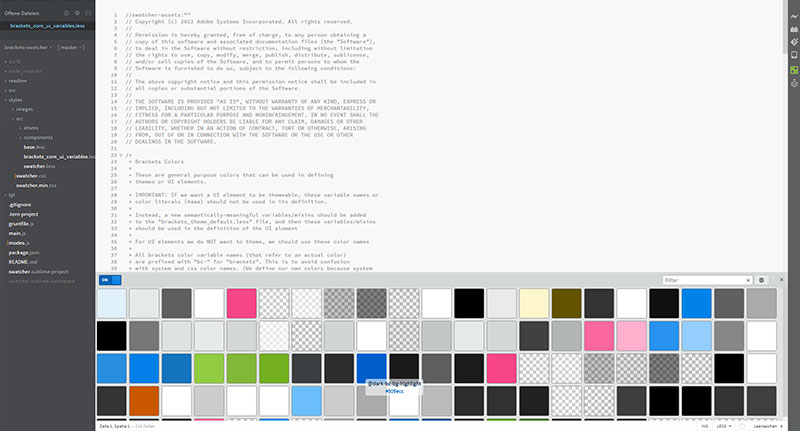 Offene Dateien
brackets_core_ui_variables.less
brackets-swatcher [ master ]
build
node_modules
readme
src
styles
images
src
atoms
components
base.less
brackets_core_ui_variables.less
swatcher.less
swatcher.css
swatcher.min.css
tpl
.gitignore
.tern-project
gruntfile.js
main.js
modes.js
package.json
README.md
swatcher.sublime-project
swatcher.sublime-workspace
1 //swatcher-assets:""
2 // Copyright (c) 2012 Adobe Systems Incorporated. All rights reserved.
3 //
4 // Permission is hereby granted, free of charge, to any person obtaining a
5 // copy of this software and associated documentation files (the "Software"),
6 // to deal in the Software without restriction, including without limitation
7 // the rights to use, copy, modify, merge, publish, distribute, sublicense,
8 // and/or sell copies of the Software, and to permit persons to whom the
9 // Software is furnished to do so, subject to the following conditions:
10 //
11 // The above copyright notice and this permission notice shall be included in
12 // all copies or substantial portions of the Software.
13 //
14 // THE SOFTWARE IS PROVIDED "AS IS", WITHOUT WARRANTY OF ANY KIND, EXPRESS OR
15 // IMPLIED, INCLUDING BUT NOT LIMITED TO THE WARRANTIES OF MERCHANTABILITY,
16 // FITNESS FOR A PARTICULAR PURPOSE AND NONINFRINGEMENT. IN NO EVENT SHALL THE
17 // AUTHORS OR COPYRIGHT HOLDERS BE LIABLE FOR ANY CLAIM, DAMAGES OR OTHER
18 // LIABILITY, WHETHER IN AN ACTION OF CONTRACT, TORT OR OTHERWISE, ARISING
19 // FROM, OUT OF OR IN CONNECTION WITH THE SOFTWARE OR THE USE OR OTHER
20 // DEALINGS IN THE SOFTWARE.
21
22 /*
23 * Brackets Colors
24 *
25 * These are general purpose colors that can be used in defining
26 * themes or UI elements.
27 *
28 * IMPORTANT: If we want a UI element to be themeable, these variable names or
29 * color literals (#aaa) should not be used in its definition.
30 *
31 * Instead, a new semantically-meaningful variables/mixins should be added
32 * to the "brackets_theme_default.less" file, and then these variables/mixins
33 * should be used in the definition of the UI element
34 *
35 * For UI elements we do NOT want to theme, we should use these color names
36 *
37 * All brackets color variable names (that refer to an actual color)
38 * are prefixed with "bc-" for "brackets". This is to avoid confusion
39 * with system and css color names. (We define our own colors because system
ON Filter
@dark-bc-bg-highlight
Zeile 1, Spalte 1 — Zeilen INS LESS Leerzeichen: 4